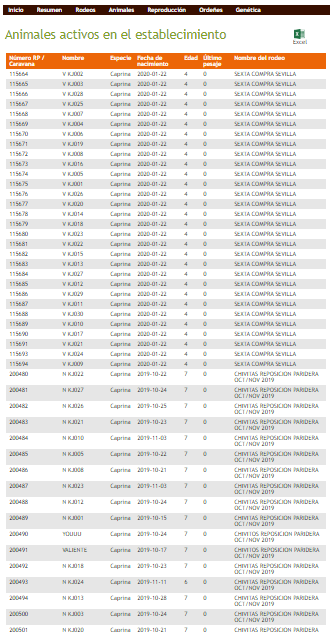 Inicio Resumen Rodeos Animales Reproducción Ordeñes Genética
Animales activos en el establecimiento
Excel
Número RP / Caravana Nombre Especie Fecha de nacimiento Edad Último pesaje Nombre del rodeo
115664 V KJ002 Caprina 2020-01-22 4 0 SEXTA COMPRA SEVILLA
115665 V KJ003 Caprina 2020-01-22 4 0 SEXTA COMPRA SEVILLA
115666 V KJ028 Caprina 2020-01-22 4 0 SEXTA COMPRA SEVILLA
115667 V KJ025 Caprina 2020-01-22 4 0 SEXTA COMPRA SEVILLA
115668 V KJ007 Caprina 2020-01-22 4 0 SEXTA COMPRA SEVILLA
115669 V KJ004 Caprina 2020-01-22 4 0 SEXTA COMPRA SEVILLA
115670 V KJ006 Caprina 2020-01-22 4 0 SEXTA COMPRA SEVILLA
115671 V KJ019 Caprina 2020-01-22 4 0 SEXTA COMPRA SEVILLA
115672 V KJ008 Caprina 2020-01-22 4 0 SEXTA COMPRA SEVILLA
115673 V KJ016 Caprina 2020-01-22 4 0 SEXTA COMPRA SEVILLA
115674 V KJ005 Caprina 2020-01-22 4 0 SEXTA COMPRA SEVILLA
115675 V KJ001 Caprina 2020-01-22 4 0 SEXTA COMPRA SEVILLA
115676 V KJ026 Caprina 2020-01-22 4 0 SEXTA COMPRA SEVILLA
115677 V KJ020 Caprina 2020-01-22 4 0 SEXTA COMPRA SEVILLA
115678 V KJ014 Caprina 2020-01-22 4 0 SEXTA COMPRA SEVILLA
115679 V KJ018 Caprina 2020-01-22 4 0 SEXTA COMPRA SEVILLA
115680 V KJ023 Caprina 2020-01-22 4 0 SEXTA COMPRA SEVILLA
115681 V KJ022 Caprina 2020-01-22 4 0 SEXTA COMPRA SEVILLA
115682 V KJ015 Caprina 2020-01-22 4 0 SEXTA COMPRA SEVILLA
115683 V KJ013 Caprina 2020-01-22 4 0 SEXTA COMPRA SEVILLA
115684 V KJ027 Caprina 2020-01-22 4 0 SEXTA COMPRA SEVILLA
115685 V KJ012 Caprina 2020-01-22 4 0 SEXTA COMPRA SEVILLA
115686 V KJ029 Caprina 2020-01-22 4 0 SEXTA COMPRA SEVILLA
115687 V KJ011 Caprina 2020-01-22 4 0 SEXTA COMPRA SEVILLA
115688 V KJ030 Caprina 2020-01-22 4 0 SEXTA COMPRA SEVILLA
115689 V KJ010 Caprina 2020-01-22 4 0 SEXTA COMPRA SEVILLA
115690 V KJ017 Caprina 2020-01-22 4 0 SEXTA COMPRA SEVILLA
115691 V KJ021 Caprina 2020-01-22 4 0 SEXTA COMPRA SEVILLA
115693 V KJ024 Caprina 2020-01-22 4 0 SEXTA COMPRA SEVILLA
115694 V KJ009 Caprina 2020-01-22 4 0 SEXTA COMPRA SEVILLA
200480 N KJ022 Caprina 2019-10-22 7 0 CHIVITAS REPOSICION PARIDERA
OCT/NOV 2019
200481 N KJ027 Caprina 2019-10-24 7 0 CHIVITAS REPOSICION PARIDERA
OCT/NOV 2019
200482 N KJ026 Caprina 2019-10-25 7 0 CHIVITAS REPOSICION PARIDERA
OCT/NOV 2019
200483 N KJ021 Caprina 2019-10-23 7 0 CHIVITAS REPOSICION PARIDERA
OCT/NOV 2019
200484 N KJ010 Caprina 2019-11-03 7 0 CHIVITAS REPOSICION PARIDERA
OCT/NOV 2019
200485 N KJ005 Caprina 2019-10-22 7 0 CHIVITAS REPOSICION PARIDERA
OCT/NOV 2019
200486 N KJ008 Caprina 2019-10-21 7 0 CHIVITAS REPOSICION PARIDERA
OCT/NOV 2019
200487 N KJ023 Caprina 2019-11-03 7 0 CHIVITAS REPOSICION PARIDERA
OCT/NOV 2019
200488 N KJ012 Caprina 2019-10-24 7 0 CHIVITAS REPOSICION PARIDERA
OCT/NOV 2019
200489 N KJ001 Caprina 2019-10-15 7 0 CHIVITAS REPOSICION PARIDERA
OCT/NOV 2019
200490 YOUUU Caprina 2019-10-24 7 0 CHIVITOS REPOSICION PARIDERA
OCT/NOV 2019
200491 VALIENTE Caprina 2019-10-17 7 0 CHIVITOS REPOSICION PARIDERA
OCT/NOV 2019
200492 N KJ018 Caprina 2019-10-23 7 0 CHIVITAS REPOSICION PARIDERA
OCT/NOV 2019
200493 N KJ024 Caprina 2019-11-11 6 0 CHIVITAS REPOSICION PARIDERA
OCT/NOV 2019
200494 N KJ013 Caprina 2019-10-28 7 0 CHIVITAS REPOSICION PARIDERA
OCT/NOV 2019
200500 N KJ003 Caprina 2019-10-24 7 0 CHIVITAS REPOSICION PARIDERA
OCT/NOV 2019
200501 N KJ020 Caprina 2019-10-21 7 0 CHIVITAS REPOSICION PARIDERA